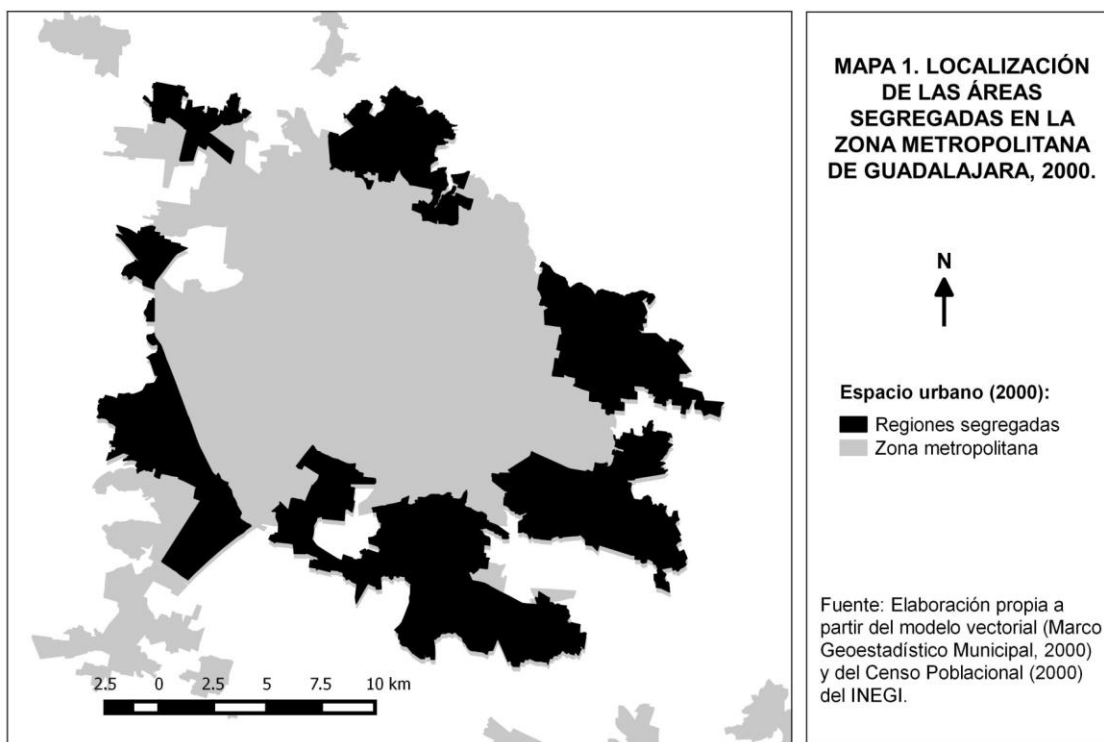 MAPA 1. LOCALIZACIÓN
DE LAS ÁREAS
SEGREGADAS EN LA
ZONA METROPOLITANA
DE GUADALAJARA, 2000.
N
Espacio urbano (2000):
Regiones segregadas
Zona metropolitana
Fuente: Elaboración propia a
partir del modelo vectorial (Marco
Geoestadístico Municipal, 2000)
y del Censo Poblacional (2000)
del INEGI.
2.5 0 2.5 5 7.5 10 km